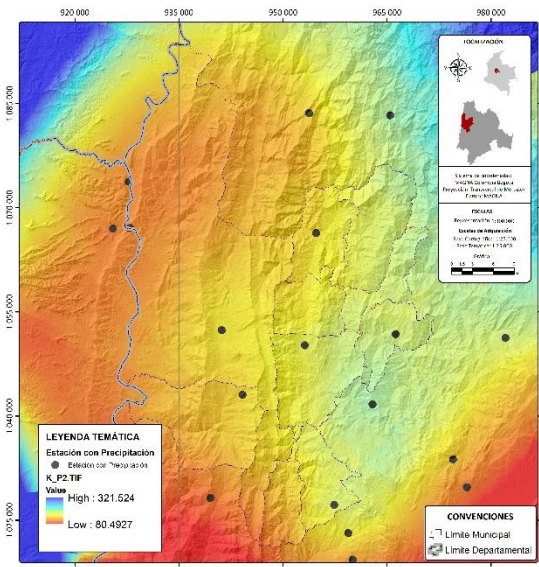 920 000
935 000
950 000
965 000
980 000
1 085 000
1 070 000
1 055 000
1 040 000
1 025 000
LOCALIZACIÓN
ESCALAS
Escalas de Adquisición
Gráfica
LEYENDA TEMÁTICA
Estación con Precipitación
Estación con Precipitación
K_P2.TIF
Value
High : 321.524
Low : 80.4927
CONVENCIONES
Límite Municipal
Límite Departamental